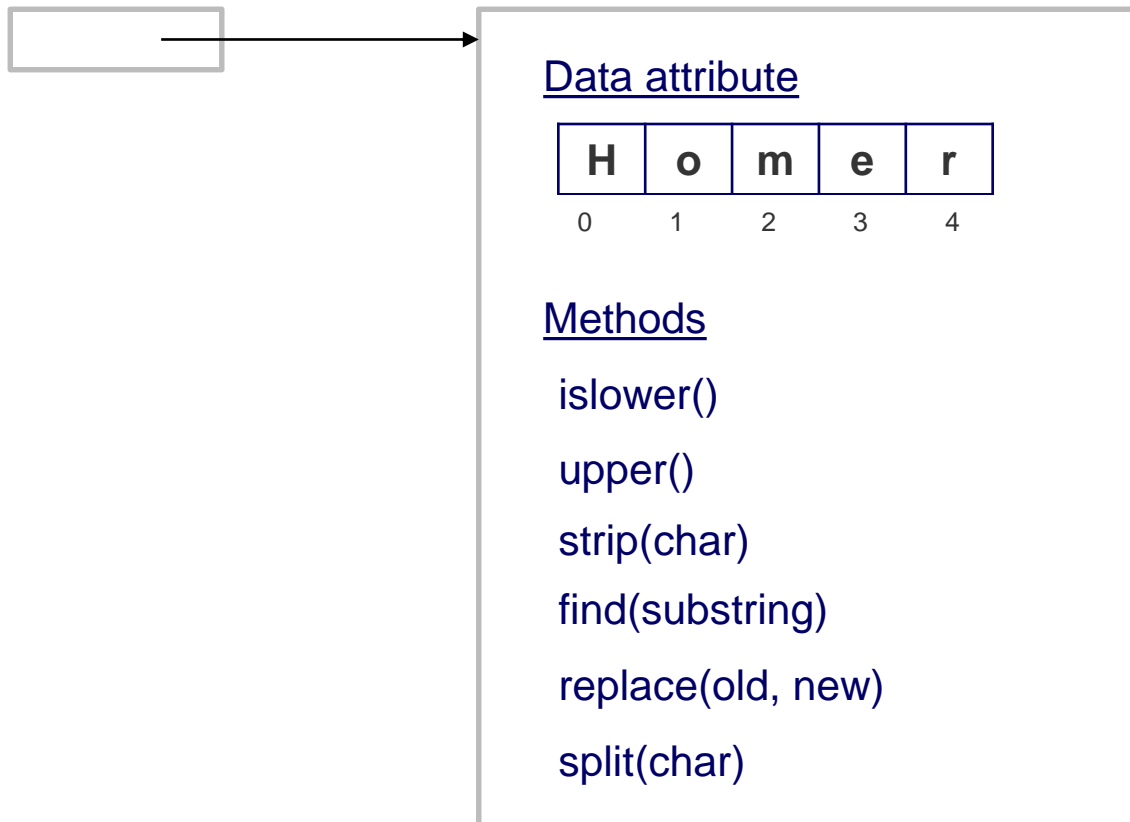 Data attribute
H o m e r
0 1 2 3 4
Methods
islower()
upper()
strip(char)
find(substring)
replace(old, new)
split(char)